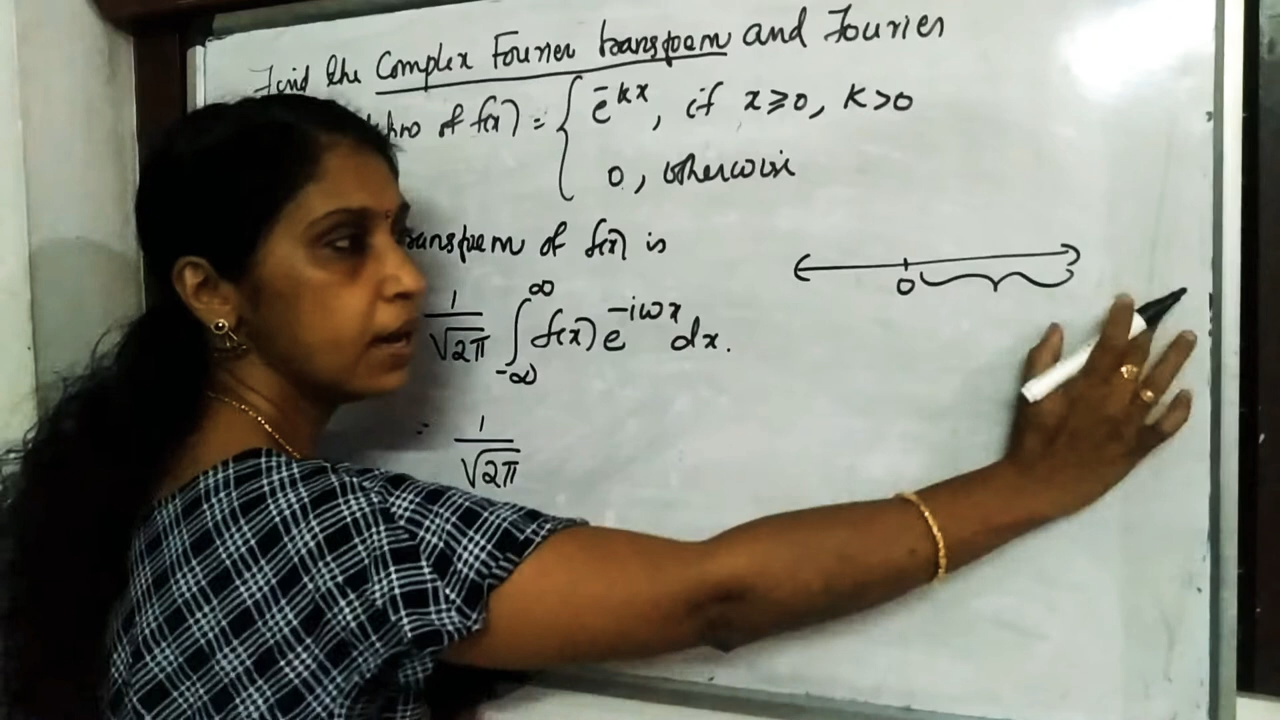 Find the Complex Fourier transform and Fourier
of f(x) = { e^-kx, if x ≥ 0, k > 0
0, otherwise
of f(x) is
1/√2π ∫_-∞^∞ f(x) e^-iωx dx.
0
= 1/√2π